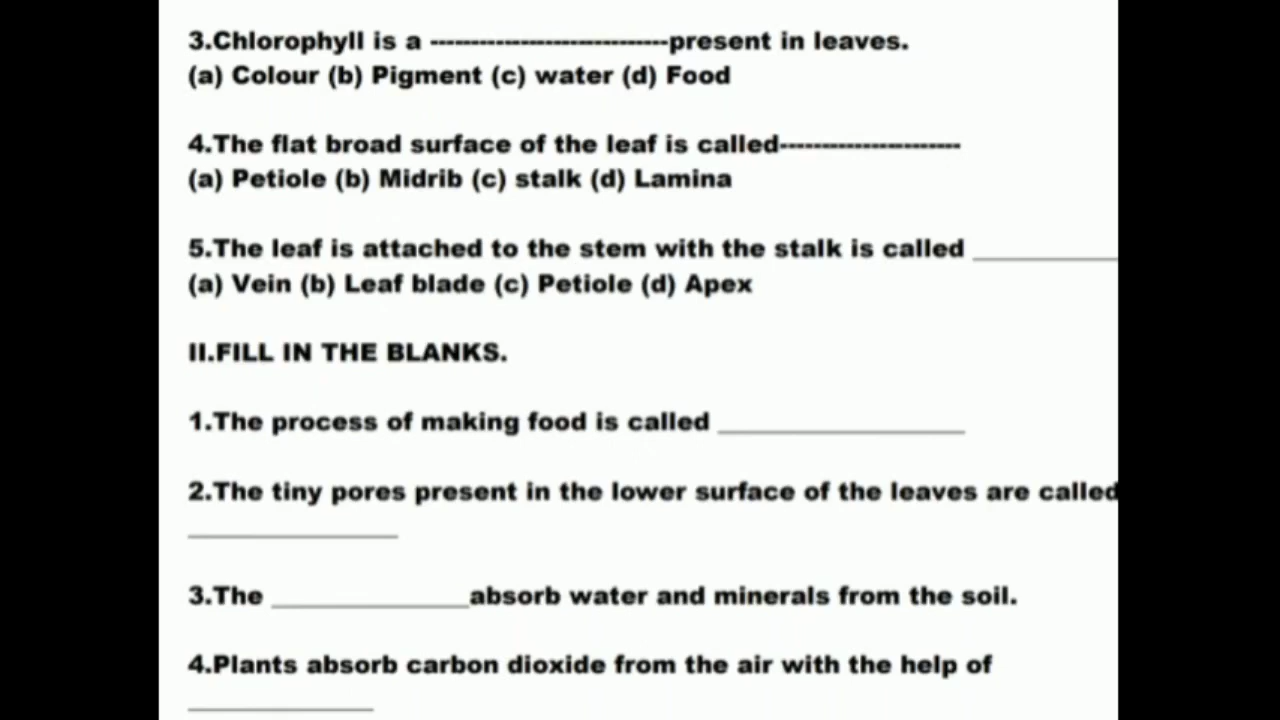 3.Chlorophyll is a -----------------------------present in leaves.
(a) Colour (b) Pigment (c) water (d) Food
4.The flat broad surface of the leaf is called----------------------
(a) Petiole (b) Midrib (c) stalk (d) Lamina
5.The leaf is attached to the stem with the stalk is called ____________
(a) Vein (b) Leaf blade (c) Petiole (d) Apex
II.FILL IN THE BLANKS.
1.The process of making food is called ____________________
2.The tiny pores present in the lower surface of the leaves are called
_________________
3.The ________________absorb water and minerals from the soil.
4.Plants absorb carbon dioxide from the air with the help of
_______________